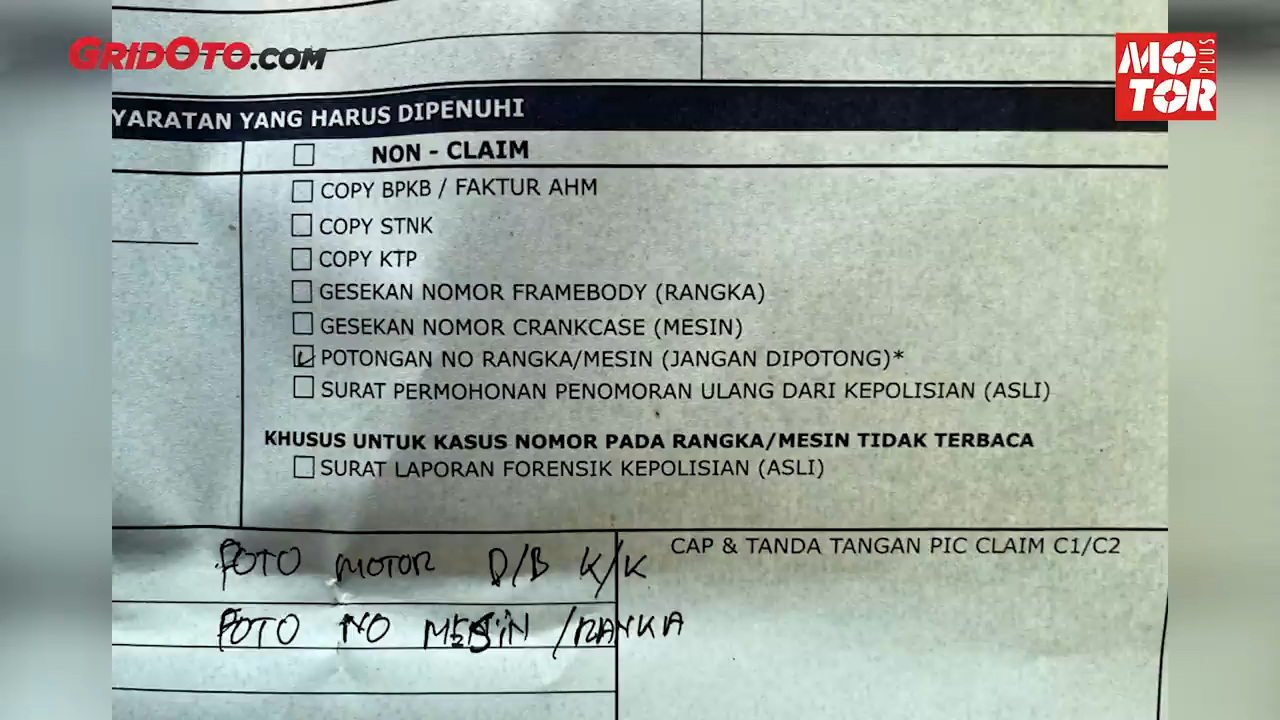 GRIDOTO.COM
MOTOR PLUS
YARATAN YANG HARUS DIPENUHI
NON - CLAIM
COPY BPKB / FAKTUR AHM
COPY STNK
COPY KTP
GESEKAN NOMOR FRAMEBODY (RANGKA)
GESEKAN NOMOR CRANKCASE (MESIN)
POTONGAN NO RANGKA/MESIN (JANGAN DIPOTONG)*
SURAT PERMOHONAN PENOMORAN ULANG DARI KEPOLISIAN (ASLI)
KHUSUS UNTUK KASUS NOMOR PADA RANGKA/MESIN TIDAK TERBACA
SURAT LAPORAN FORENSIK KEPOLISIAN (ASLI)
FOTO MOTOR D/B K/K
FOTO NO MESIN /RANGKA
CAP & TANDA TANGAN PIC CLAIM C1/C2